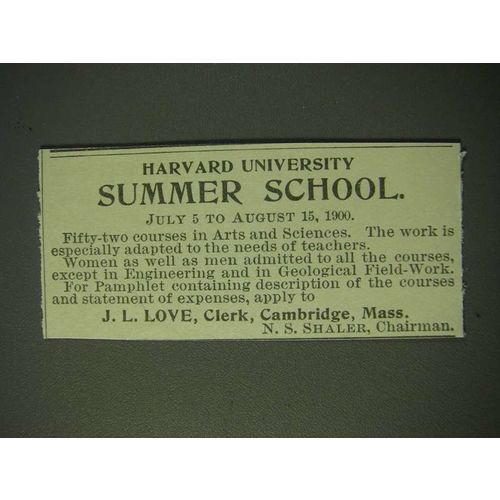 HARVARD UNIVERSITY
SUMMER SCHOOL.
JULY 5 TO AUGUST 15, 1900.
Fifty-two courses in Arts and Sciences. The work is
especially adapted to the needs of teachers.
Women as well as men admitted to all the courses,
except in Engineering and in Geological Field-Work.
For Pamphlet containing description of the courses
and statement of expenses, apply to
J. L. LOVE, Clerk, Cambridge, Mass.
N. S. SHALER, Chairman.